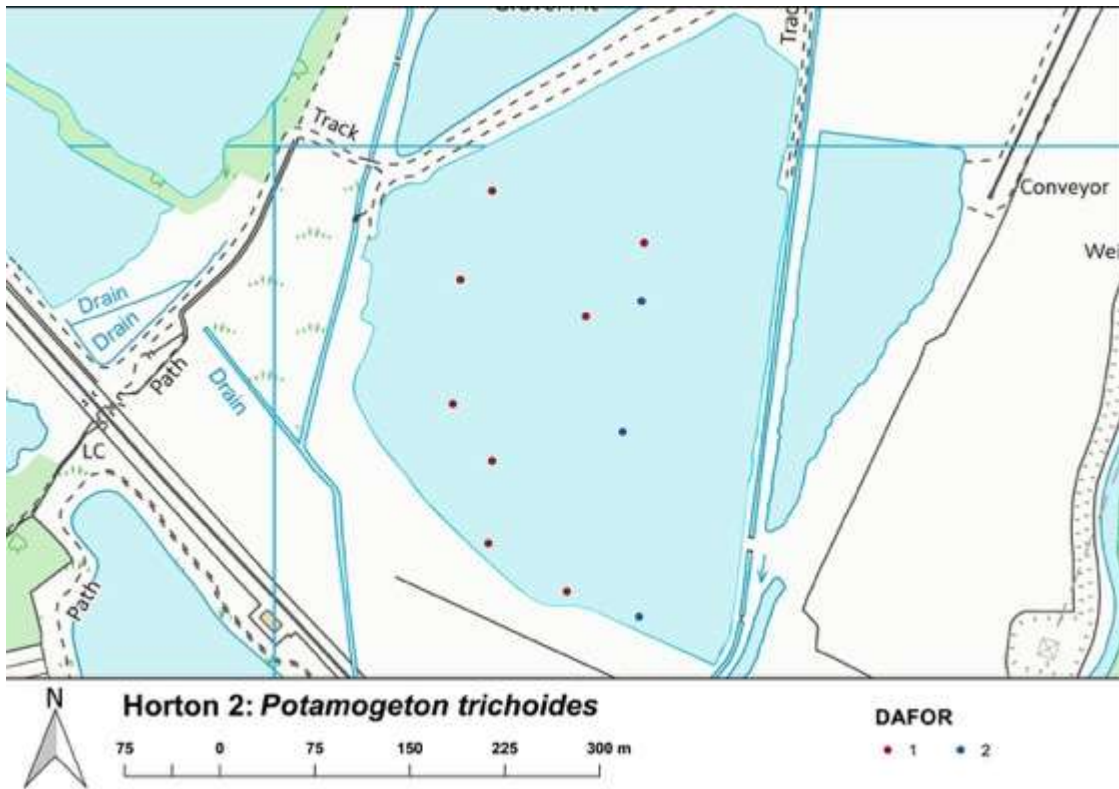 Track
Track
Conveyor
Drain
Drain
Path
Drain
LC
Path
N
Horton 2: Potamogeton trichoides
75 0 75 150 225 300 m
DAFOR
1 2